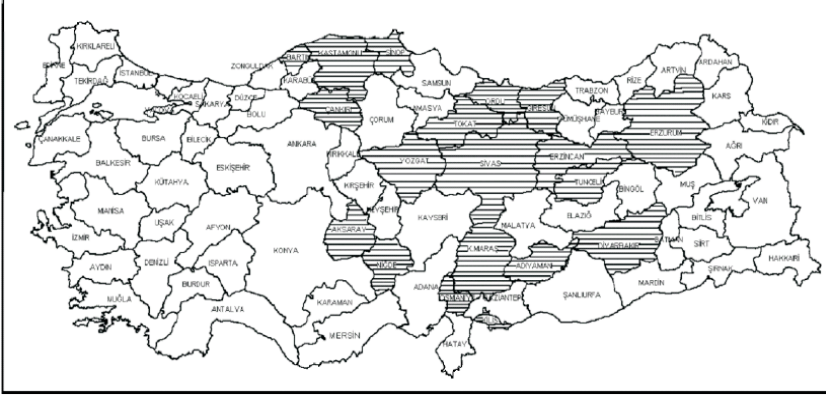 KIRKLARELİ
TEKİRDAĞ
İSTANBUL
KOCAELİ
SAKARYA
DÜZCE
BOLU
ZONGULDAK
BARTIN
KARABÜK
KASTAMONU
SİNOP
SAMSUN
ÇANKIRI
ÇORUM
AMASYA
TOKAT
ORDU
GİRESUN
TRABZON
GÜMÜŞHANE
BAYBURT
RİZE
ARTVİN
ARDAHAN
KARS
IĞDIR
ERZURUM
AĞRI
ÇANAKKALE
BURSA
BİLECİK
BALIKESİR
ESKİŞEHİR
KÜTAHYA
ANKARA
KIRIKKALE
KIRŞEHİR
YOZGAT
SİVAS
ERZİNCAN
TUNCELİ
BİNGÖL
MUŞ
VAN
BİTLİS
MANİSA
UŞAK
AFYON
İZMİR
AYDIN
DENİZLİ
ISPARTA
BURDUR
MUĞLA
ANTALYA
KONYA
AKSARAY
NEVŞEHİR
NİĞDE
KAYSERİ
MALATYA
ELAZIĞ
DİYARBAKIR
BATMAN
SİİRT
ŞIRNAK
HAKKARİ
MARDİN
ŞANLIURFA
ADIYAMAN
K.MARAŞ
GAZİANTEP
ADANA
KARAMAN
MERSİN
HATAY